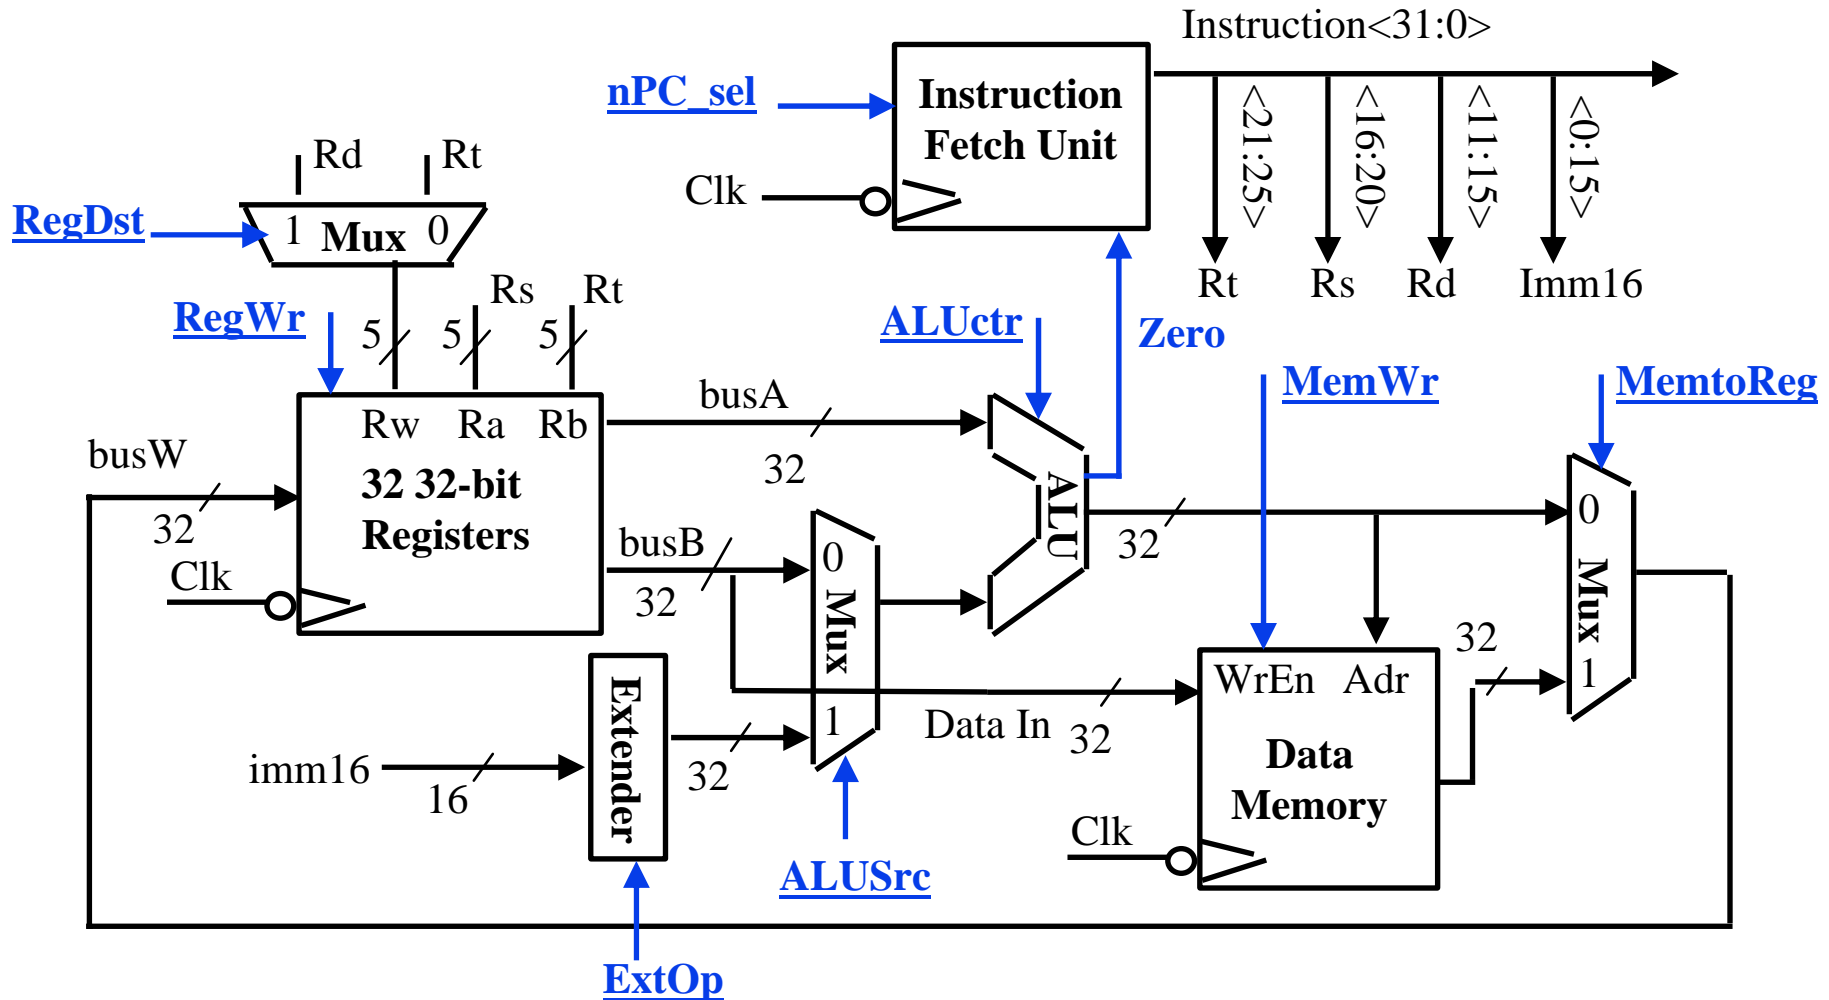 Instruction<31:0>
nPC_sel
Instruction
Fetch Unit
<21:25>
<16:20>
<11:15>
<0:15>
Clk
Rd
Rt
RegDst
1
Mux
0
Rt
Rs
Rd
Imm16
Rs
Rt
RegWr
5
5
5
ALUctr
Zero
MemWr
MemtoReg
busA
32
Rw
Ra
Rb
busW
32
32 32-bit
Registers
busB
32
Clk
0
Mux
1
ALU
32
0
Mux
1
32
WrEn
Adr
Data In
32
Data
Memory
Clk
Extender
imm16
16
32
ALUSrc
ExtOp